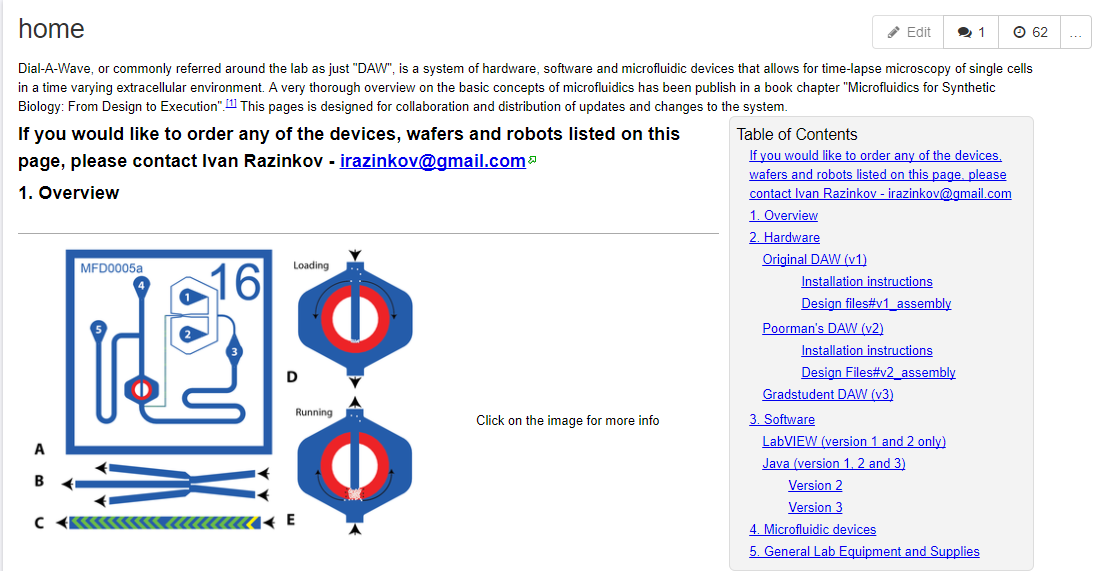 home
Edit
1
62
...
Dial-A-Wave, or commonly referred around the lab as just "DAW", is a system of hardware, software and microfluidic devices that allows for time-lapse microscopy of single cells
in a time varying extracellular environment. A very thorough overview on the basic concepts of microfluidics has been publish in a book chapter "Microfluidics for Synthetic
Biology: From Design to Execution".[1] This pages is designed for collaboration and distribution of updates and changes to the system.
If you would like to order any of the devices, wafers and robots listed on this
page, please contact Ivan Razinkov - irazinkov@gmail.com
1. Overview
MFD0005a
16
4
1
5
2
3
A
B
C
Loading
D
Running
E
Click on the image for more info
Table of Contents
If you would like to order any of the devices,
wafers and robots listed on this page, please
contact Ivan Razinkov - irazinkov@gmail.com
1. Overview
2. Hardware
Original DAW (v1)
Installation instructions
Design files#v1_assembly
Poorman's DAW (v2)
Installation instructions
Design Files#v2_assembly
Gradstudent DAW (v3)
3. Software
LabVIEW (version 1 and 2 only)
Java (version 1, 2 and 3)
Version 2
Version 3
4. Microfluidic devices
5. General Lab Equipment and Supplies